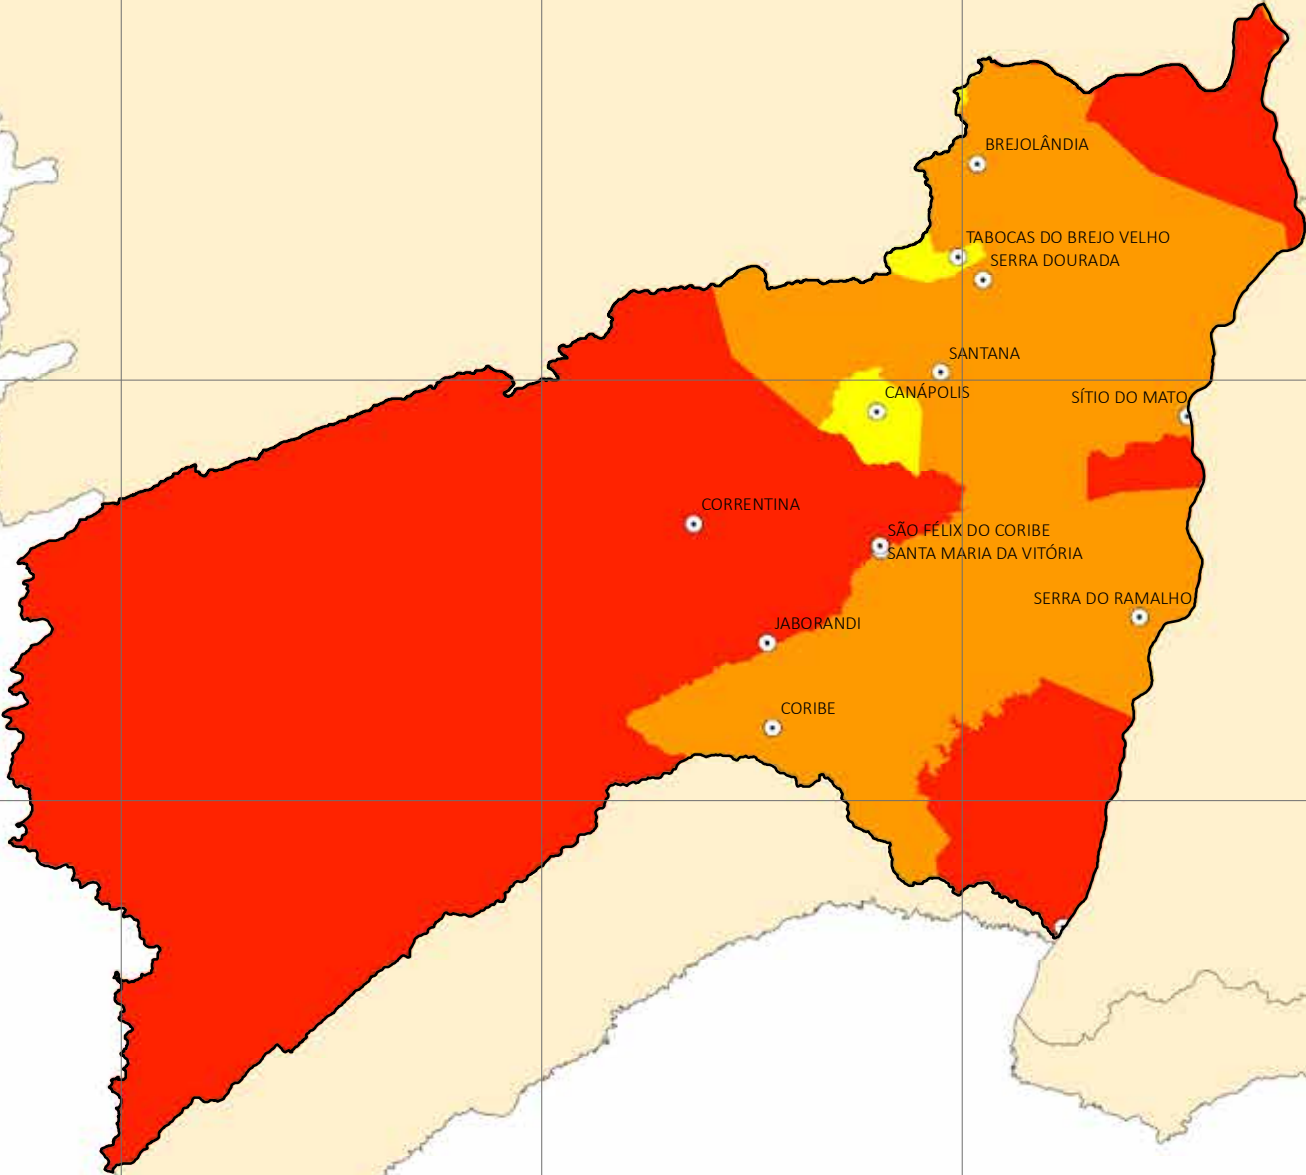 BREJOLÂNDIA
TABOCAS DO BREJO VELHO
SERRA DOURADA
SANTANA
CANÁPOLIS
SÍTIO DO MATO
CORRENTINA
SÃO FÉLIX DO CORIBE
SANTA MARIA DA VITÓRIA
SERRA DO RAMALHO
JABORANDI
CORIBE